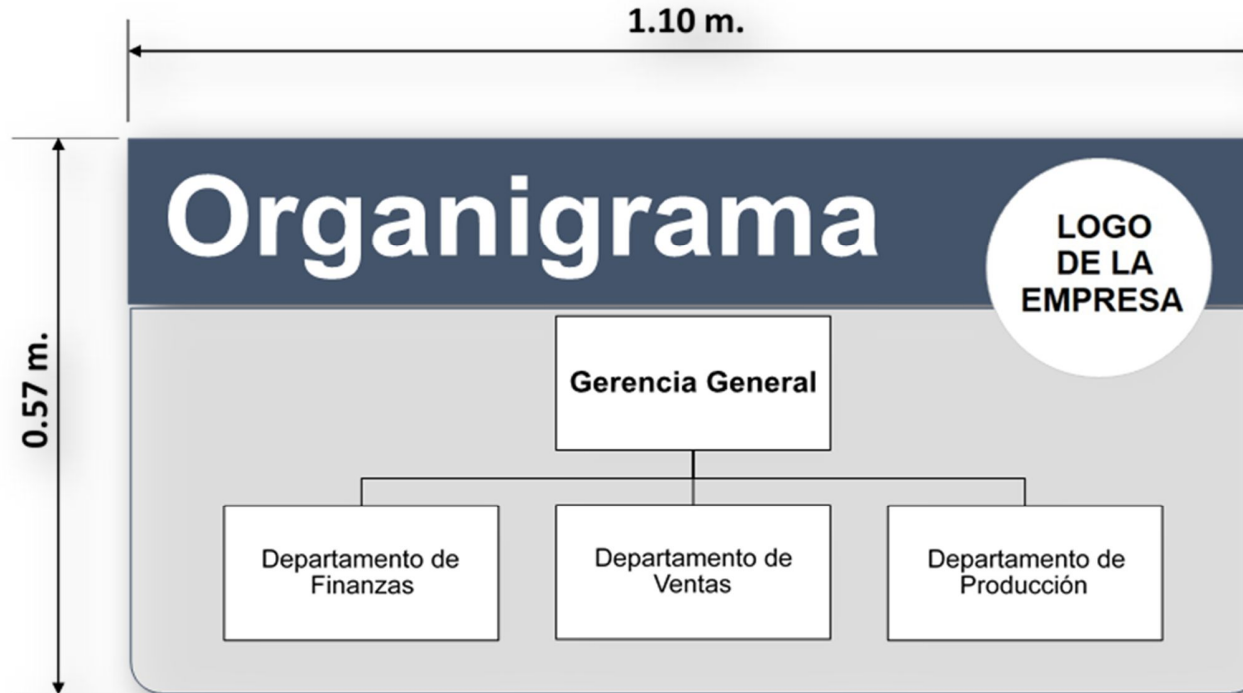 1.10 m.
Organigrama
LOGO
DE LA
EMPRESA
0.57 m.
Gerencia General
Departamento de
Finanzas
Departamento de
Ventas
Departamento de
Producción